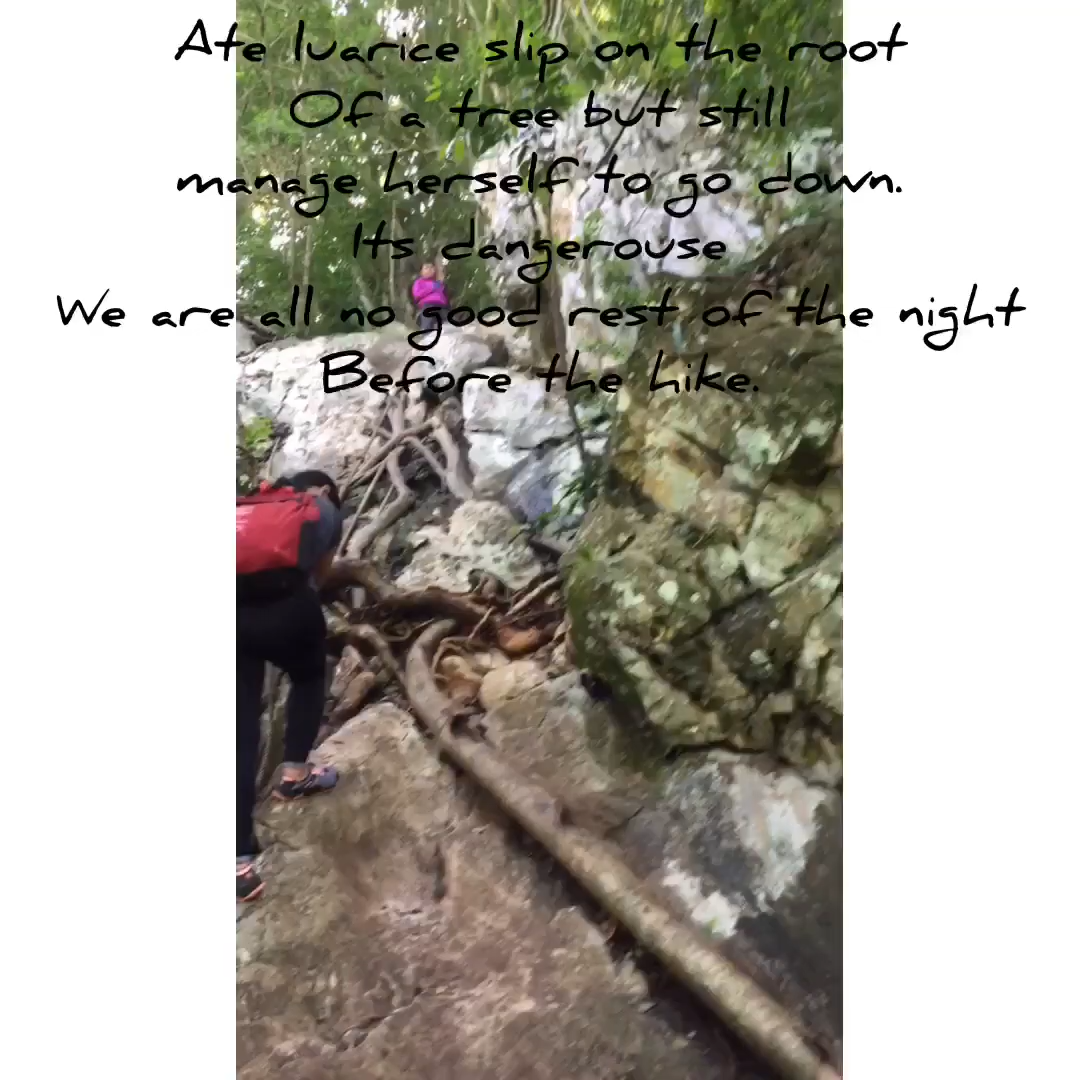 Ate luarice slip on the root
Of a tree but still
manage herself to go down.
Its dangerouse
We are all no good rest of the night
Before the hike.